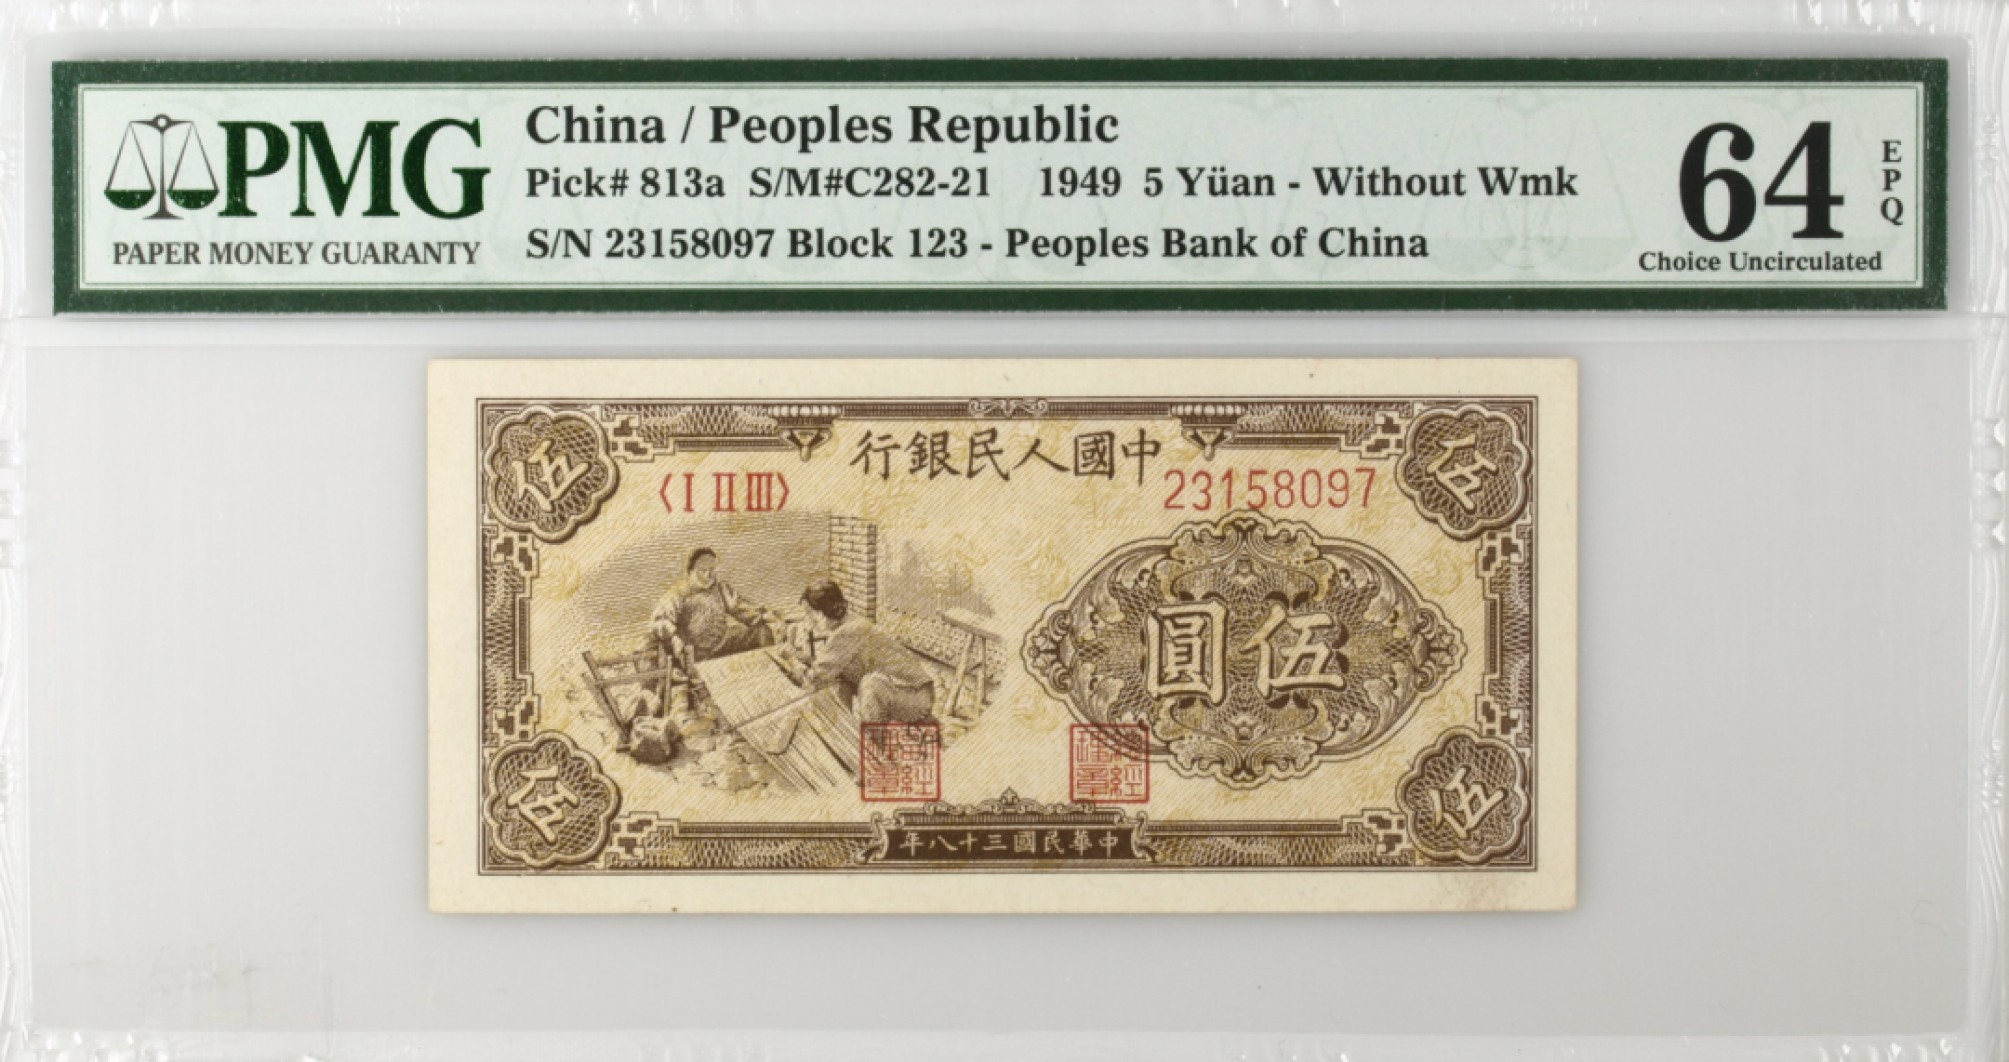 PMG
PAPER MONEY GUARANTY
China / Peoples Republic
Pick# 813a S/M#C282-21 1949 5 Yüan - Without Wmk
S/N 23158097 Block 123 - Peoples Bank of China
64
EPQ
Choice Uncirculated
行銀民人國中
〈I II III〉
23158097
伍
伍
圓伍
伍
伍
年八十三國民華中